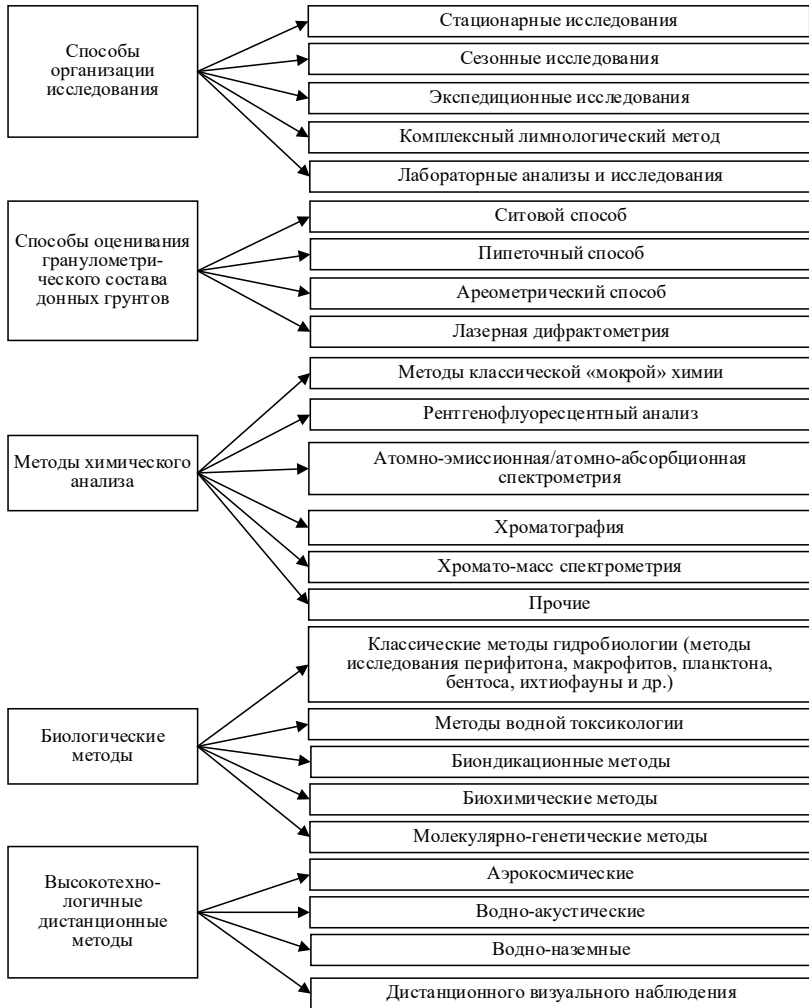 Способы
организации
исследования
Стационарные исследования
Сезонные исследования
Экспедиционные исследования
Комплексный лимнологический метод
Лабораторные анализы и исследования
Способы оценивания
гранулометри-
ческого состава
донных грунтов
Ситовой способ
Пипеточный способ
Ареометрический способ
Лазерная дифрактометрия
Методы химического
анализа
Методы классической «мокрой» химии
Рентгенофлуоресцентный анализ
Атомно-эмиссионная/атомно-абсорбционная
спектрометрия
Хроматография
Хромато-масс спектрометрия
Прочие
Биологические
методы
Классические методы гидробиологии (методы
исследования перифитона, макрофитов, планктона,
бентоса, ихтиофауны и др.)
Методы водной токсикологии
Биондикационные методы
Биохимические методы
Молекулярно-генетические методы
Высокотехно-
логичные
дистанционные
методы
Аэрокосмические
Водно-акустические
Водно-наземные
Дистанционного визуального наблюдения